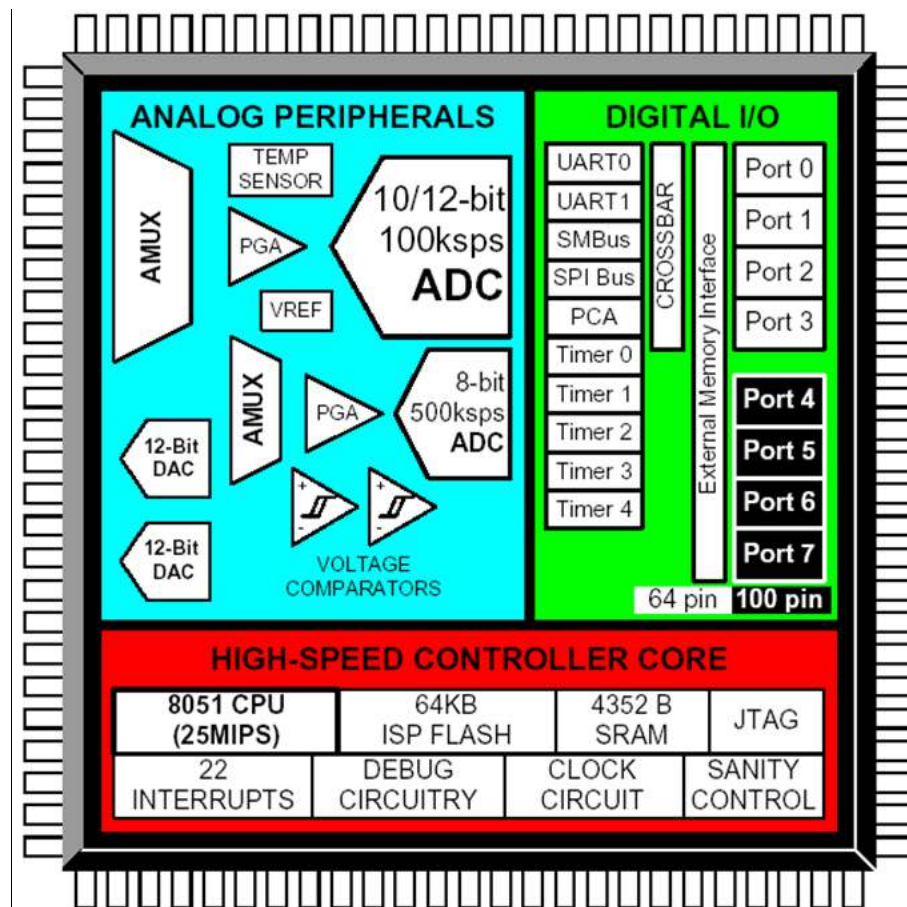 ANALOG PERIPHERALS
AMUX
TEMP
SENSOR
PGA
10/12-bit
100ksps
ADC
VREF
AMUX
PGA
8-bit
500ksps
ADC
12-Bit
DAC
12-Bit
DAC
+
-
+
-
VOLTAGE
COMPARATORS
DIGITAL I/O
UART0
UART1
SMBus
SPI Bus
PCA
Timer 0
Timer 1
Timer 2
Timer 3
Timer 4
CROSSBAR
External Memory Interface
Port 0
Port 1
Port 2
Port 3
Port 4
Port 5
Port 6
Port 7
64 pin
100 pin
HIGH-SPEED CONTROLLER CORE
8051 CPU
(25MIPS)
64KB
ISP FLASH
4352 B
SRAM
JTAG
22
INTERRUPTS
DEBUG
CIRCUITRY
CLOCK
CIRCUIT
SANITY
CONTROL